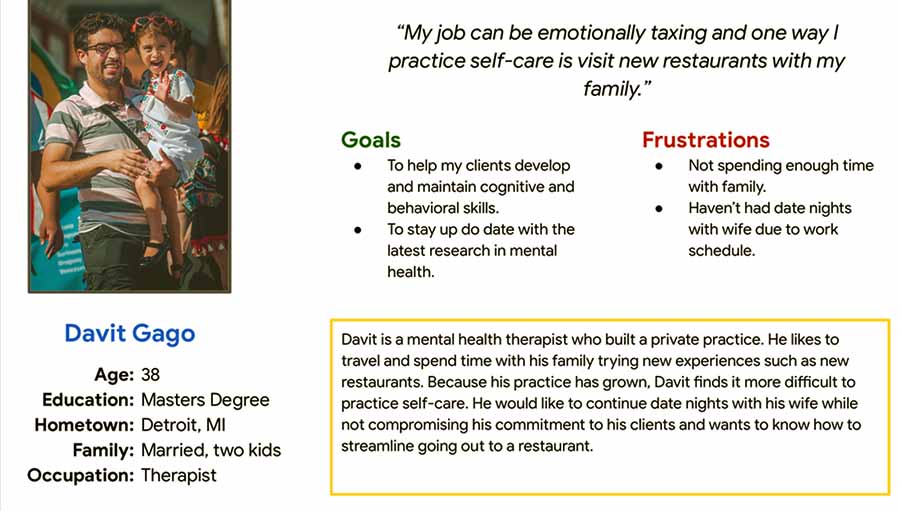 “My job can be emotionally taxing and one way I
practice self-care is visit new restaurants with my
family.”
Goals
● To help my clients develop
and maintain cognitive and
behavioral skills.
● To stay up do date with the
latest research in mental
health.
Frustrations
● Not spending enough time
with family.
● Haven’t had date nights
with wife due to work
schedule.
Davit Gago
Age: 38
Education: Masters Degree
Hometown: Detroit, MI
Family: Married, two kids
Occupation: Therapist
Davit is a mental health therapist who built a private practice. He likes to
travel and spend time with his family trying new experiences such as new
restaurants. Because his practice has grown, Davit finds it more difficult to
practice self-care. He would like to continue date nights with his wife while
not compromising his commitment to his clients and wants to know how to
streamline going out to a restaurant.